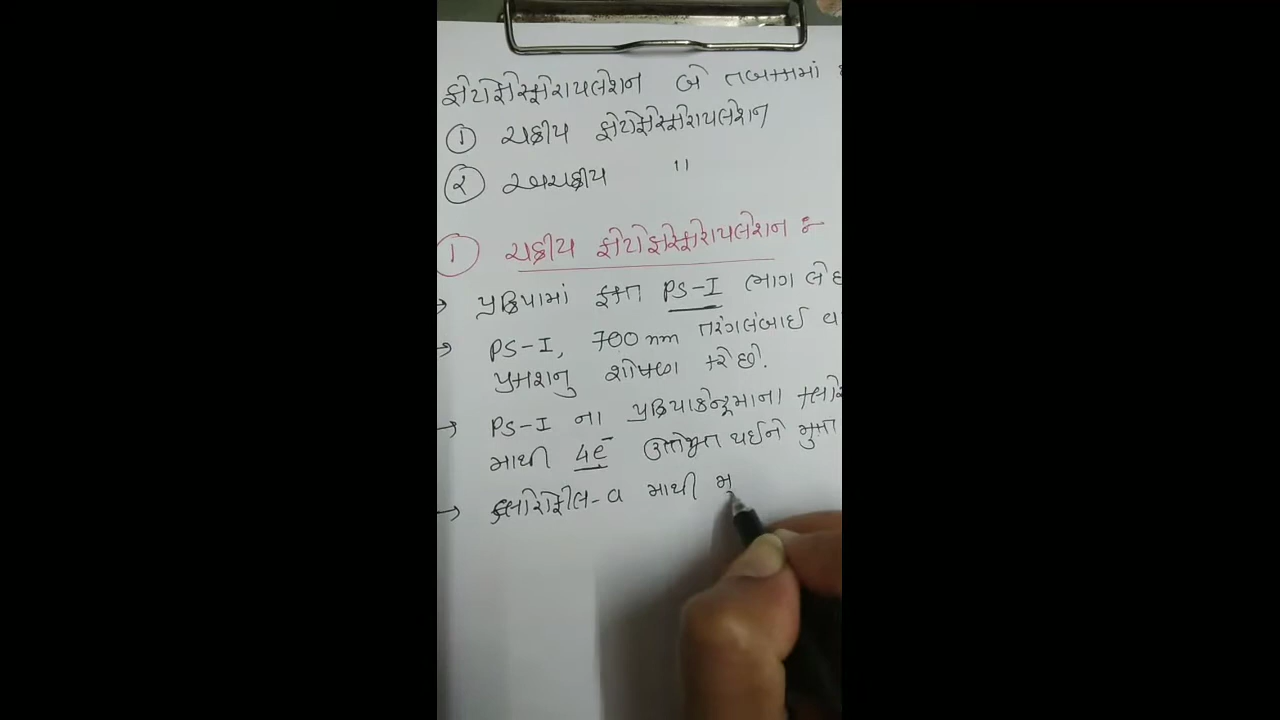 ફોટોફોસ્ફોરાયલેશન બે તબક્કામાં
① ચક્રીય ફોટોફોસ્ફોરાયલેશન
② અચક્રીય "
① ચક્રીય ફોટોફોસ્ફોરાયલેશન :-
→ પ્રક્રિયામાં ફક્ત PS-I ભાગ લે છે
→ PS-I, 700 nm તરંગલંબાઈ
પ્રકાશનુ શોષણ કરે છે.
→ PS-I ના પ્રક્રિયાકેન્દ્રમાના
માથી 4e⁻ ઉત્તેજીત થઈને મુક્ત
→ ક્લોરોફીલ-a માથી મુ